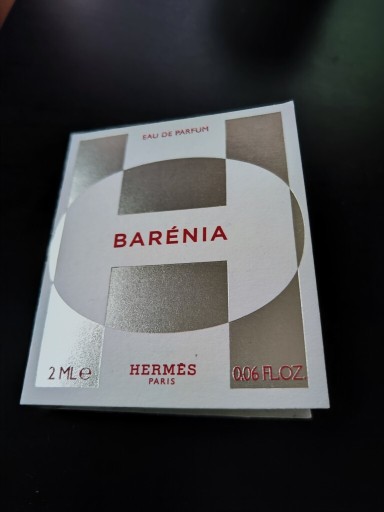 EAU DE PARFUM
BARÉNIA
2 ML e
HERMÈS
PARIS
0.06 FL.OZ.